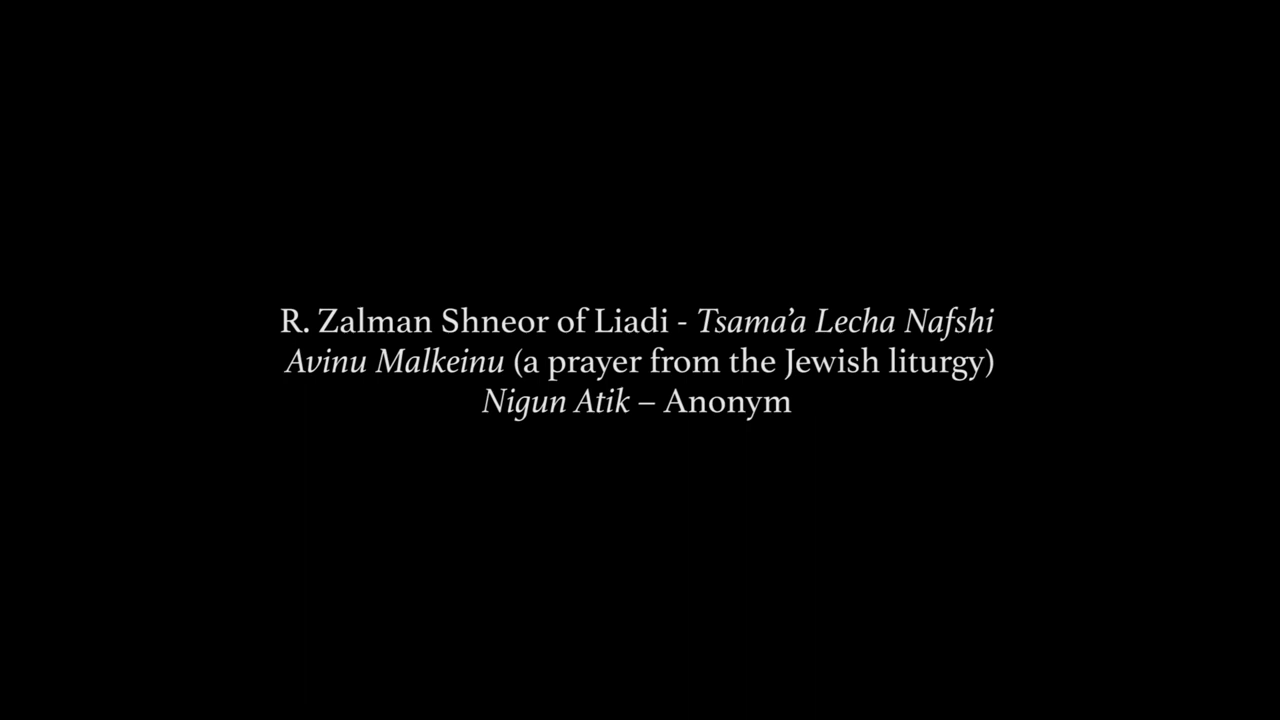 R. Zalman Shneor of Liadi - Tsama’a Lecha Nafshi
Avinu Malkeinu (a prayer from the Jewish liturgy)
Nigun Atik – Anonym